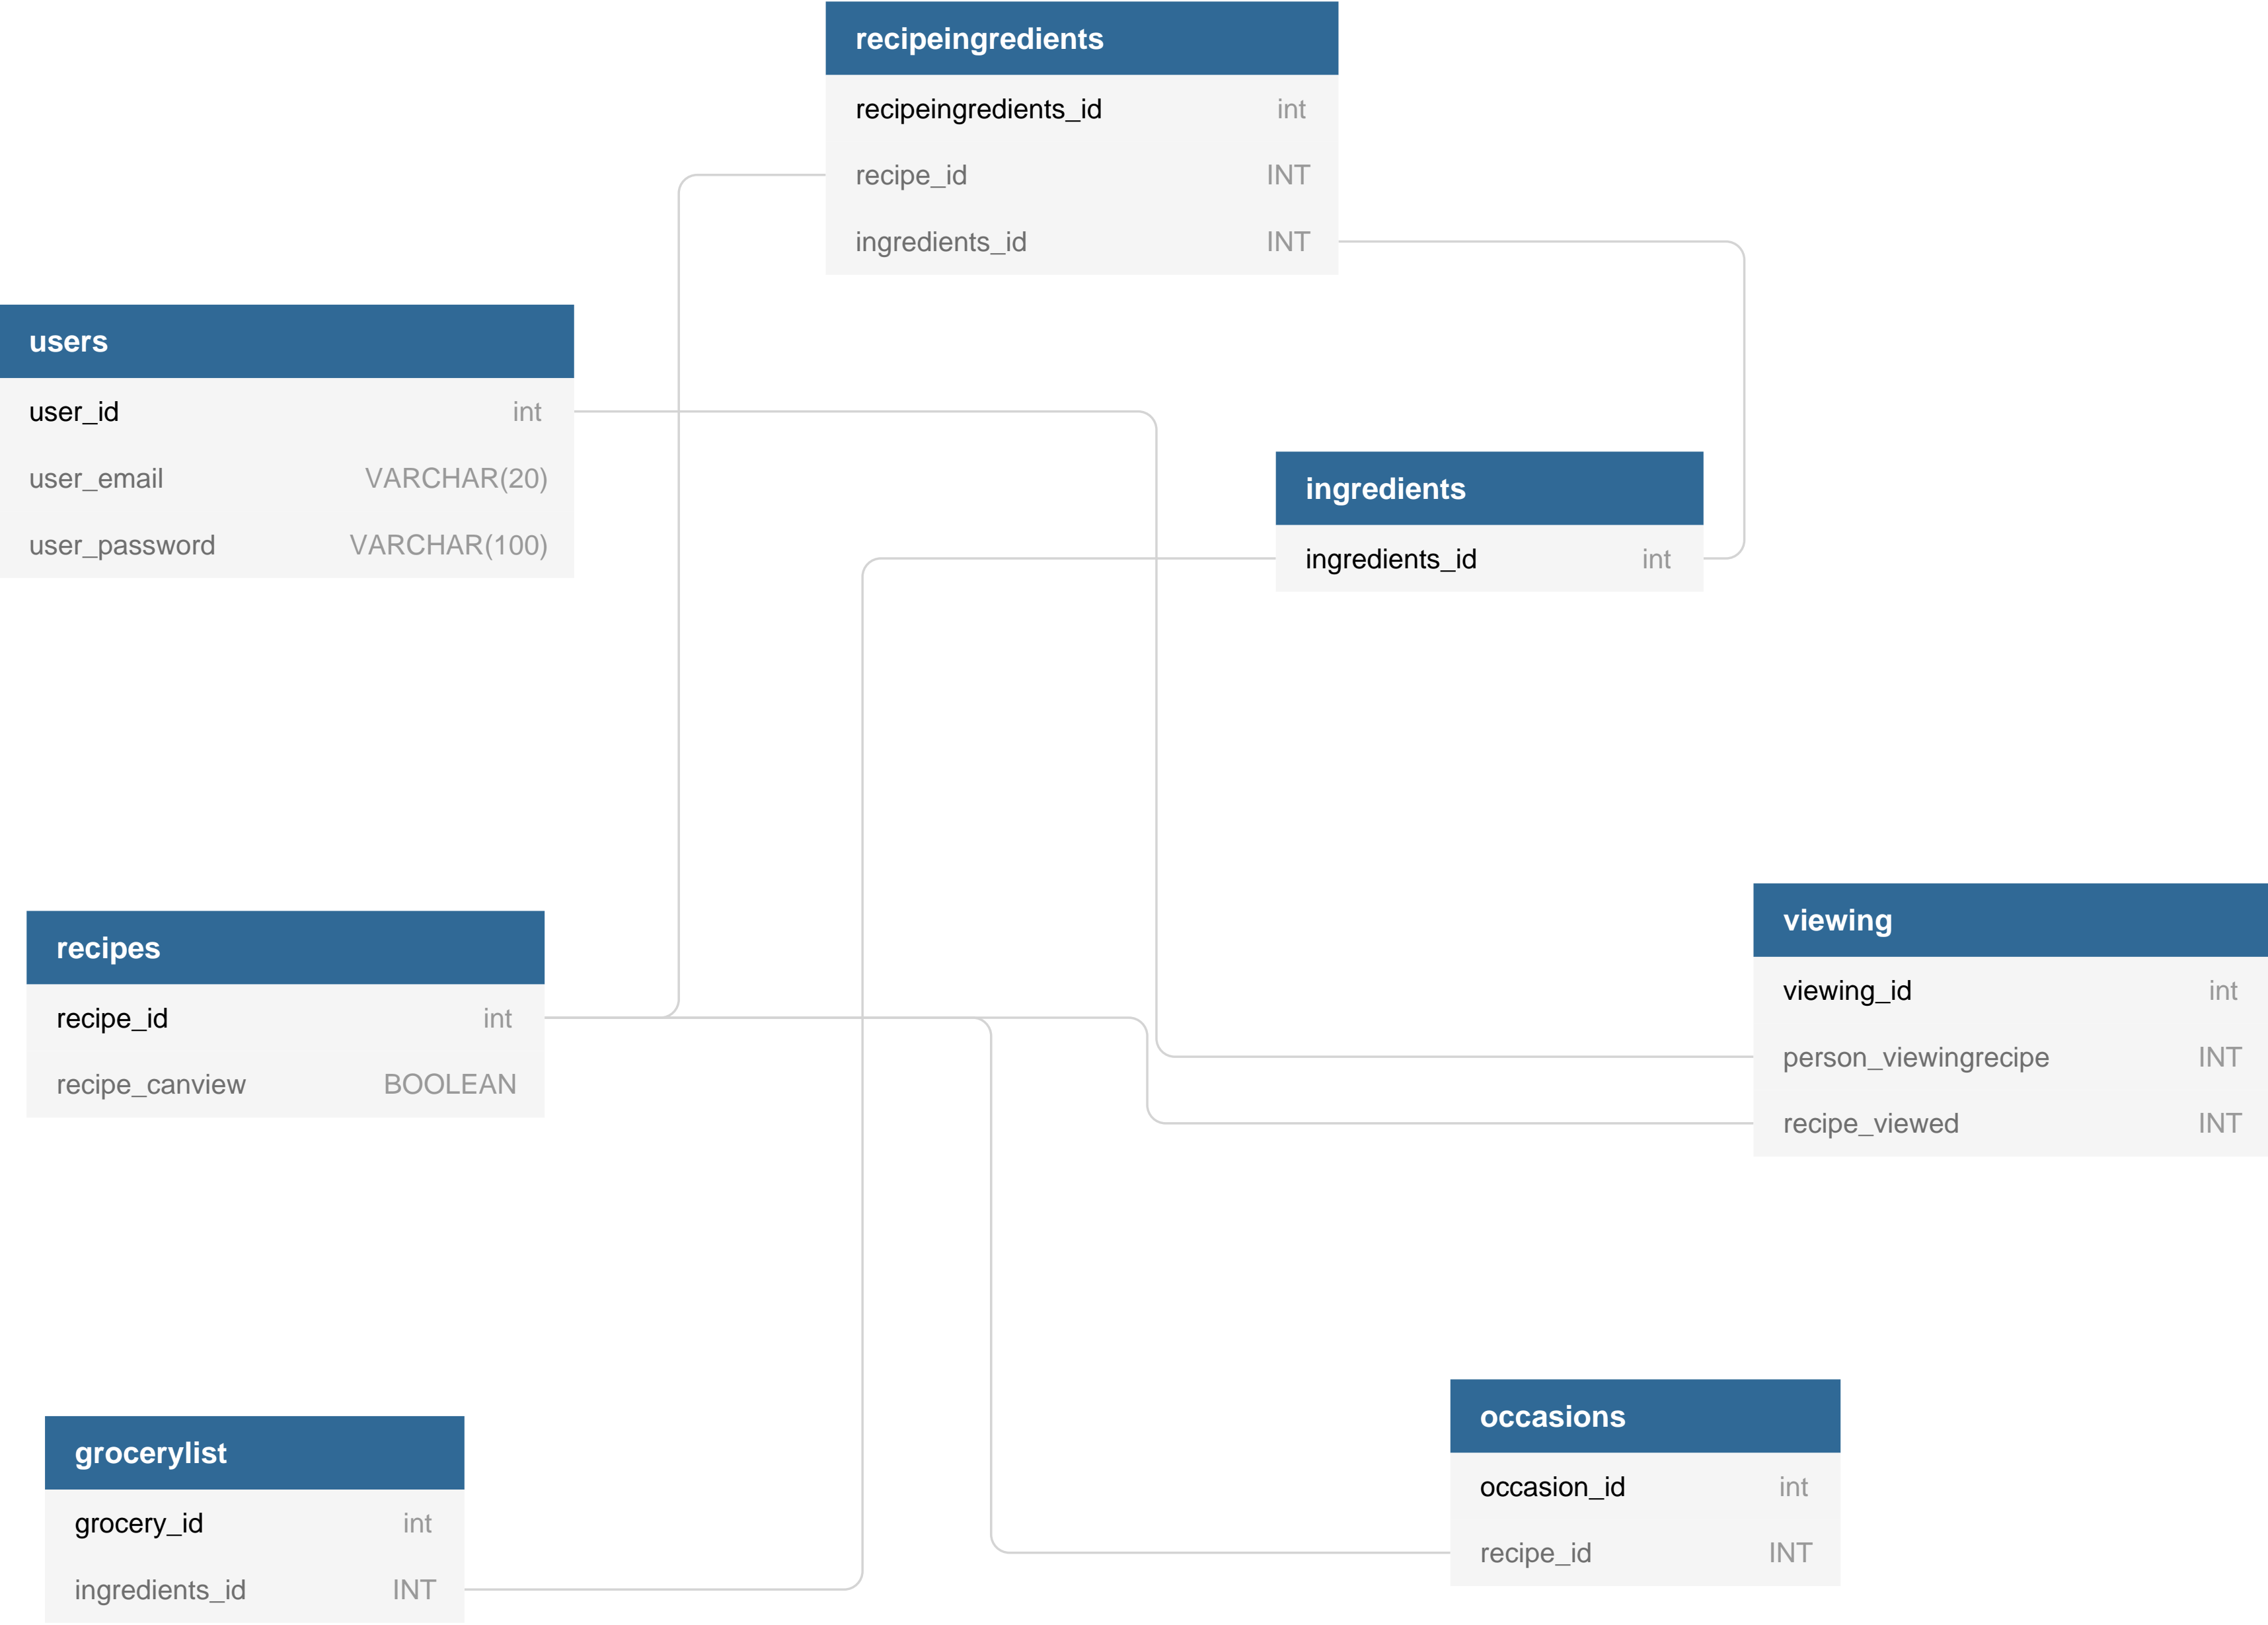 recipeingredients
recipeingredients_id int
recipe_id INT
ingredients_id INT
users
user_id int
user_email VARCHAR(20)
user_password VARCHAR(100)
ingredients
ingredients_id int
recipes
recipe_id int
recipe_canview BOOLEAN
viewing
viewing_id int
person_viewingrecipe INT
recipe_viewed INT
grocerylist
grocery_id int
ingredients_id INT
occasions
occasion_id int
recipe_id INT